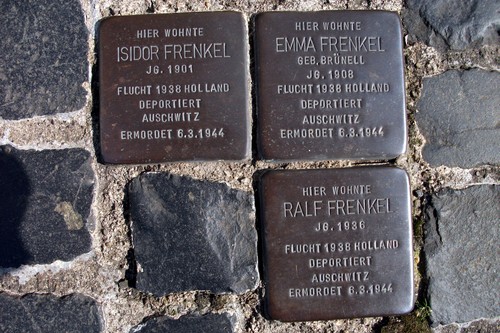 HIER WOHNTE
ISIDOR FRENKEL
JG. 1901
FLUCHT 1938 HOLLAND
DEPORTIERT
AUSCHWITZ
ERMORDET 6.3.1944
HIER WOHNTE
EMMA FRENKEL
GEB. BRÜNELL
JG. 1908
FLUCHT 1938 HOLLAND
DEPORTIERT
AUSCHWITZ
ERMORDET 6.3.1944
HIER WOHNTE
RALF FRENKEL
JG. 1936
FLUCHT 1938 HOLLAND
DEPORTIERT
AUSCHWITZ
ERMORDET 6.3.1944